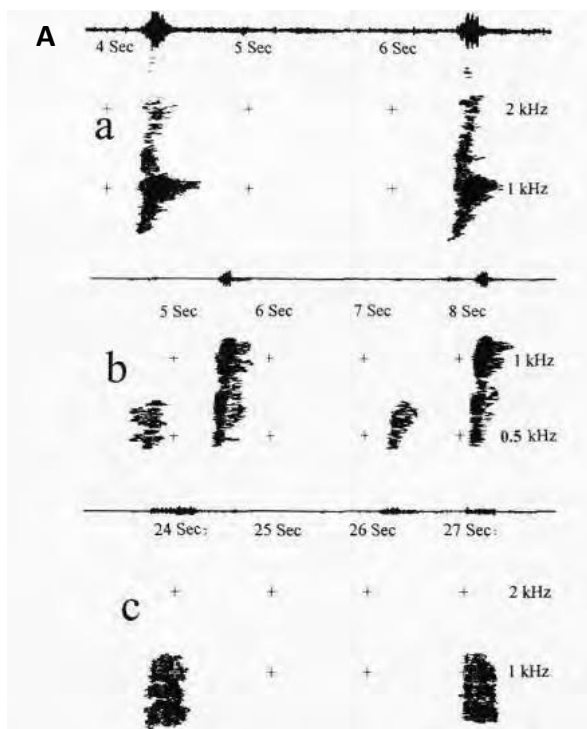 A
4 Sec 5 Sec 6 Sec
2 kHz
a
1 kHz
5 Sec 6 Sec 7 Sec 8 Sec
1 kHz
b
0.5 kHz
24 Sec: 25 Sec 26 Sec 27 Sec:
2 kHz
c
1 kHz